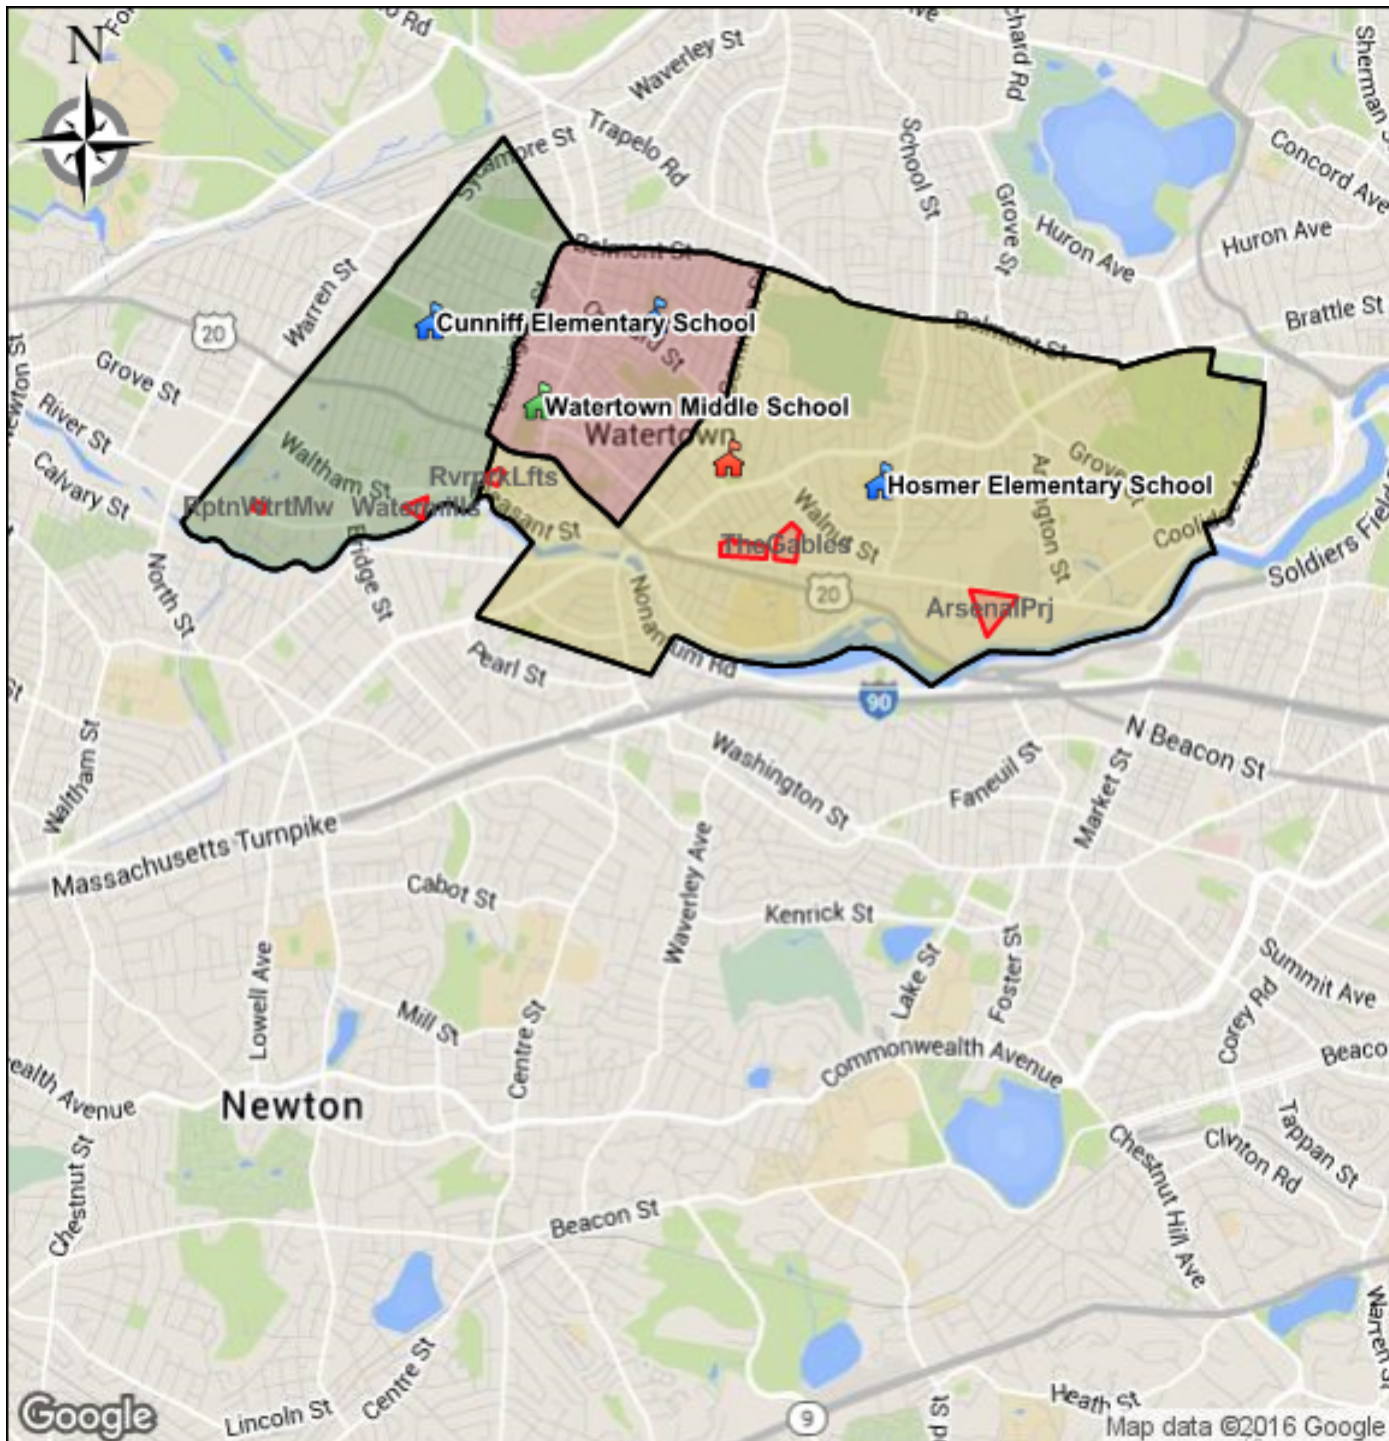 N
Waverley St
Sycamore St
Trapelo Rd
School St
Grove St
Concord Ave
Huron Ave
Huron Ave
Brattle St
Belmont St
Warren St
20
Cunniff Elementary School
Belmont St
Grove St
River St
Calvary St
Watertown Middle School
Watertown
Waltham St
RvrprkLfts
Hosmer Elementary School
Grove St
Arlington St
Walnut St
TheGables
North St
20
Soldiers Field
ArsenalPrj
Pearl St
Nonantum Rd
90
N Beacon St
Waltham St
Washington St
Faneuil St
Market St
Massachusetts Turnpike
Cabot St
Waverley Ave
Kenrick St
Lowell Ave
Mill St
Centre St
Lake St
Foster St
Summit Ave
Corey Rd
Commonwealth Avenue
Newton
Chestnut St
Tappan St
Clinton Rd
Chestnut Hill Ave
Beacon St
Centre St
Lincoln St
9
Heath St
Google
Map data ©2016 Google